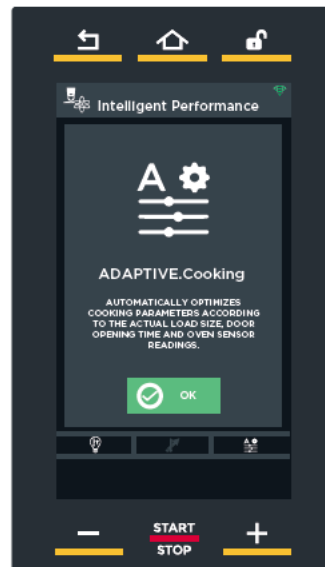 Intelligent Performance
A
ADAPTIVE.Cooking
AUTOMATICALLY OPTIMIZES
COOKING PARAMETERS ACCORDING
TO THE ACTUAL LOAD SIZE, DOOR
OPENING TIME AND OVEN SENSOR
READINGS.
OK
START
STOP